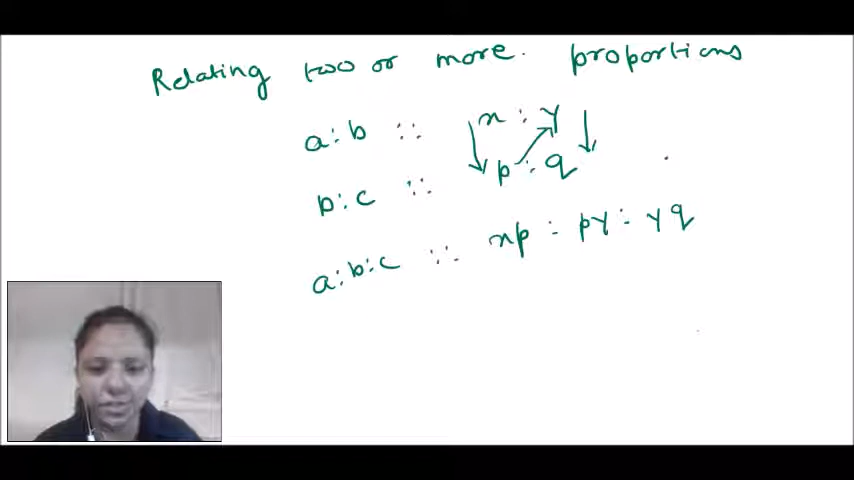 Relating two or more. proportions
a:b :: x : y
b:c :: p : q
a:b:c :: xp : py : yq